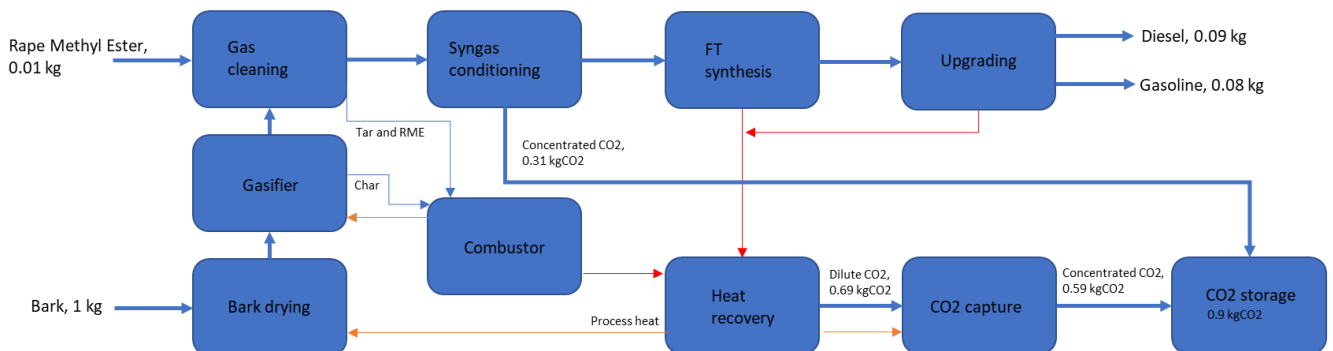 Rape Methyl Ester,
0.01 kg
Gas
cleaning
Syngas
conditioning
FT
synthesis
Upgrading
Diesel, 0.09 kg
Gasoline, 0.08 kg
Tar and RME
Concentrated CO2,
0.31 kgCO2
Gasifier
Char
Combustor
Bark, 1 kg
Bark drying
Process heat
Heat
recovery
Dilute CO2,
0.69 kgCO2
CO2 capture
Concentrated CO2,
0.59 kgCO2
CO2 storage
0.9 kgCO2